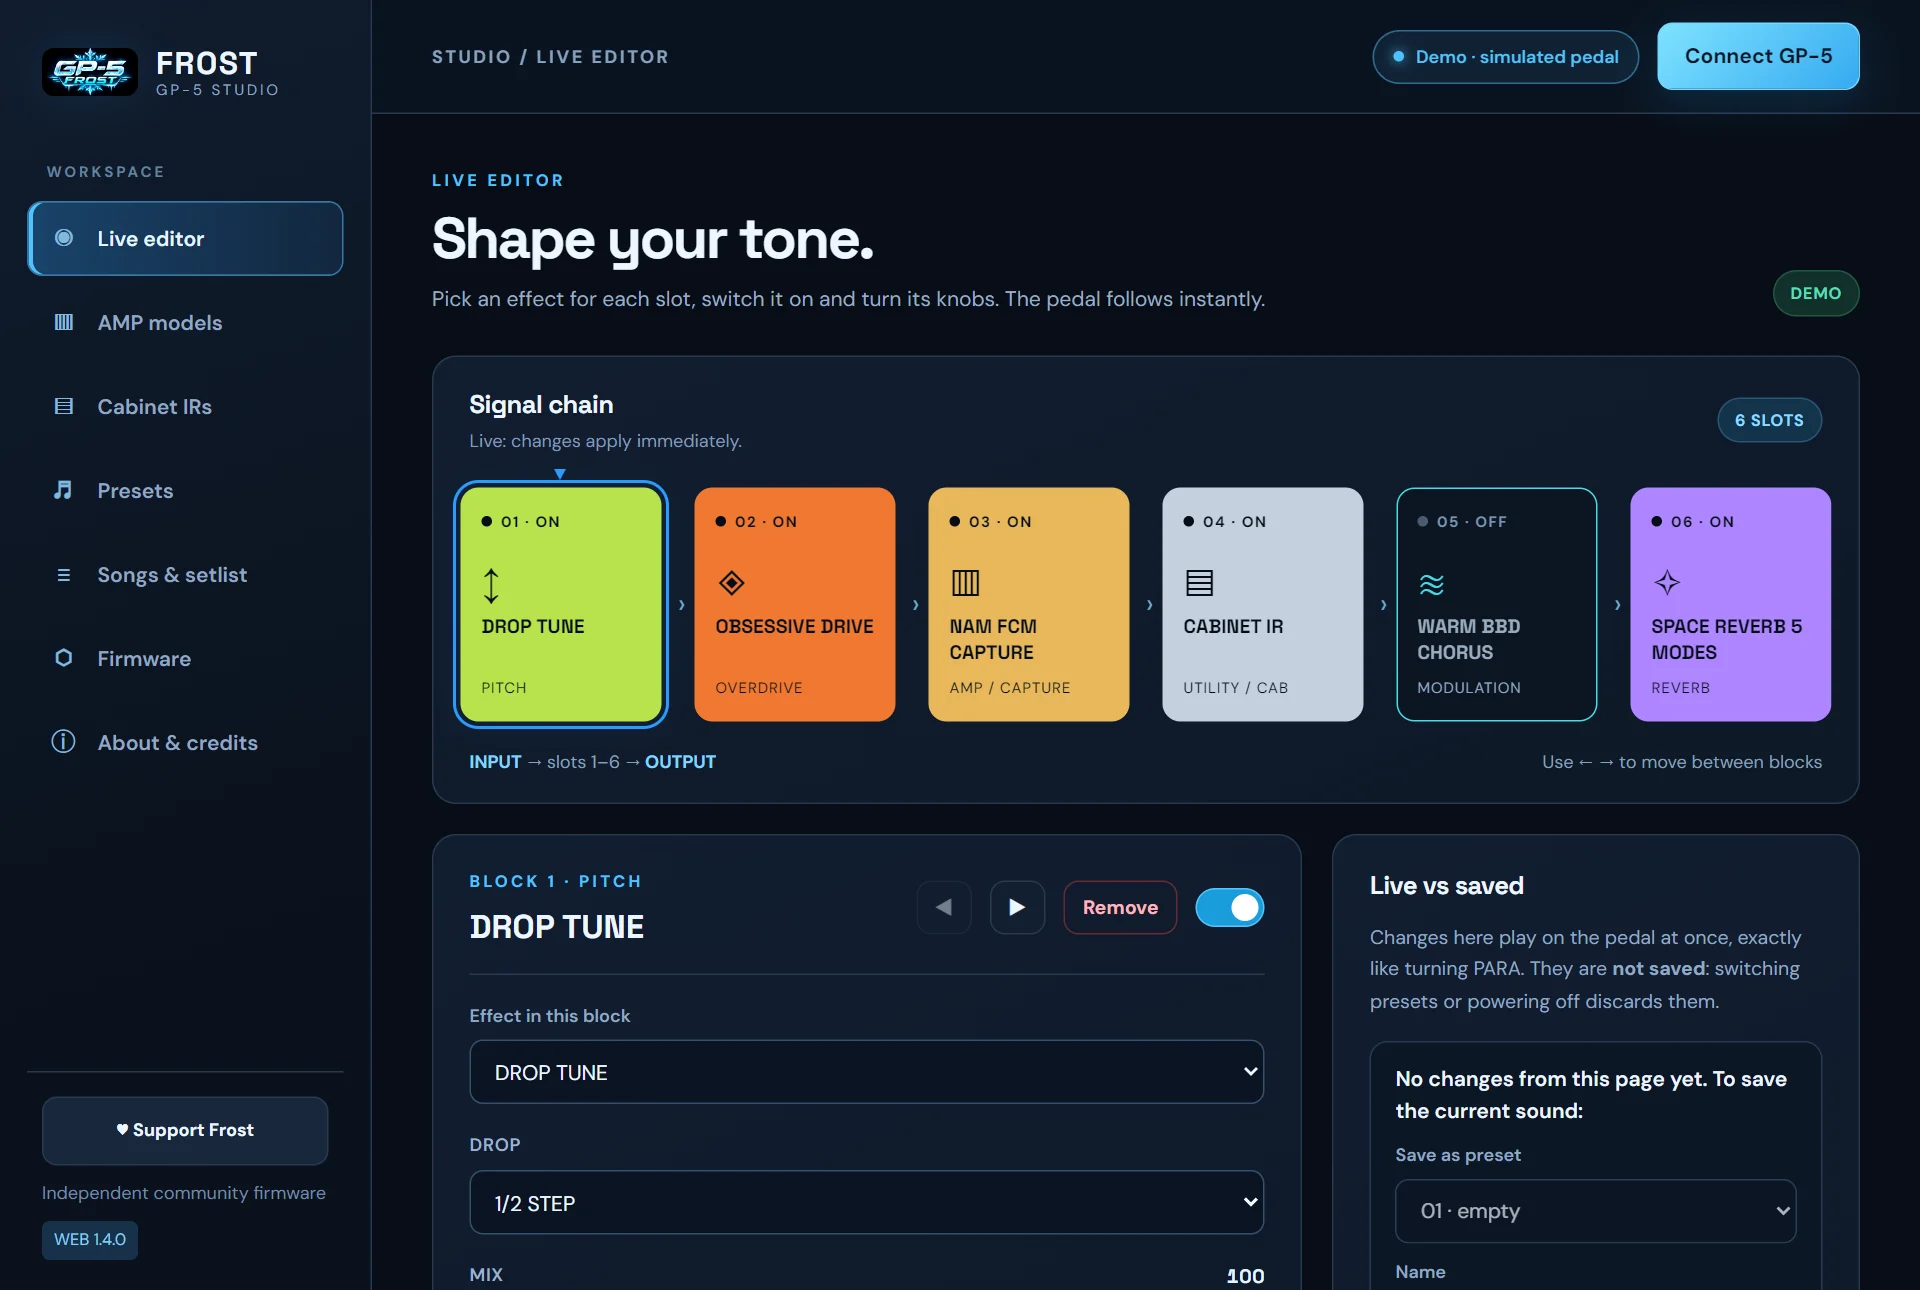 GP-5
FROST
FROST
GP-5 STUDIO
WORKSPACE
Live editor
AMP models
Cabinet IRs
Presets
Songs & setlist
Firmware
About & credits
♥ Support Frost
Independent community firmware
WEB 1.4.0
STUDIO / LIVE EDITOR
Demo · simulated pedal
Connect GP-5
LIVE EDITOR
Shape your tone.
Pick an effect for each slot, switch it on and turn its knobs. The pedal follows instantly.
DEMO
Signal chain
Live: changes apply immediately.
6 SLOTS
01 · ON
DROP TUNE
PITCH
02 · ON
OBSESSIVE DRIVE
OVERDRIVE
03 · ON
NAM FCM
CAPTURE
AMP / CAPTURE
04 · ON
CABINET IR
UTILITY / CAB
05 · OFF
WARM BBD
CHORUS
MODULATION
06 · ON
SPACE REVERB 5
MODES
REVERB
INPUT → slots 1–6 → OUTPUT
Use ← → to move between blocks
BLOCK 1 · PITCH
DROP TUNE
Remove
Effect in this block
DROP TUNE
DROP
1/2 STEP
MIX
100
Live vs saved
Changes here play on the pedal at once, exactly
like turning PARA. They are not saved: switching
presets or powering off discards them.
No changes from this page yet. To save
the current sound:
Save as preset
01 · empty
Name